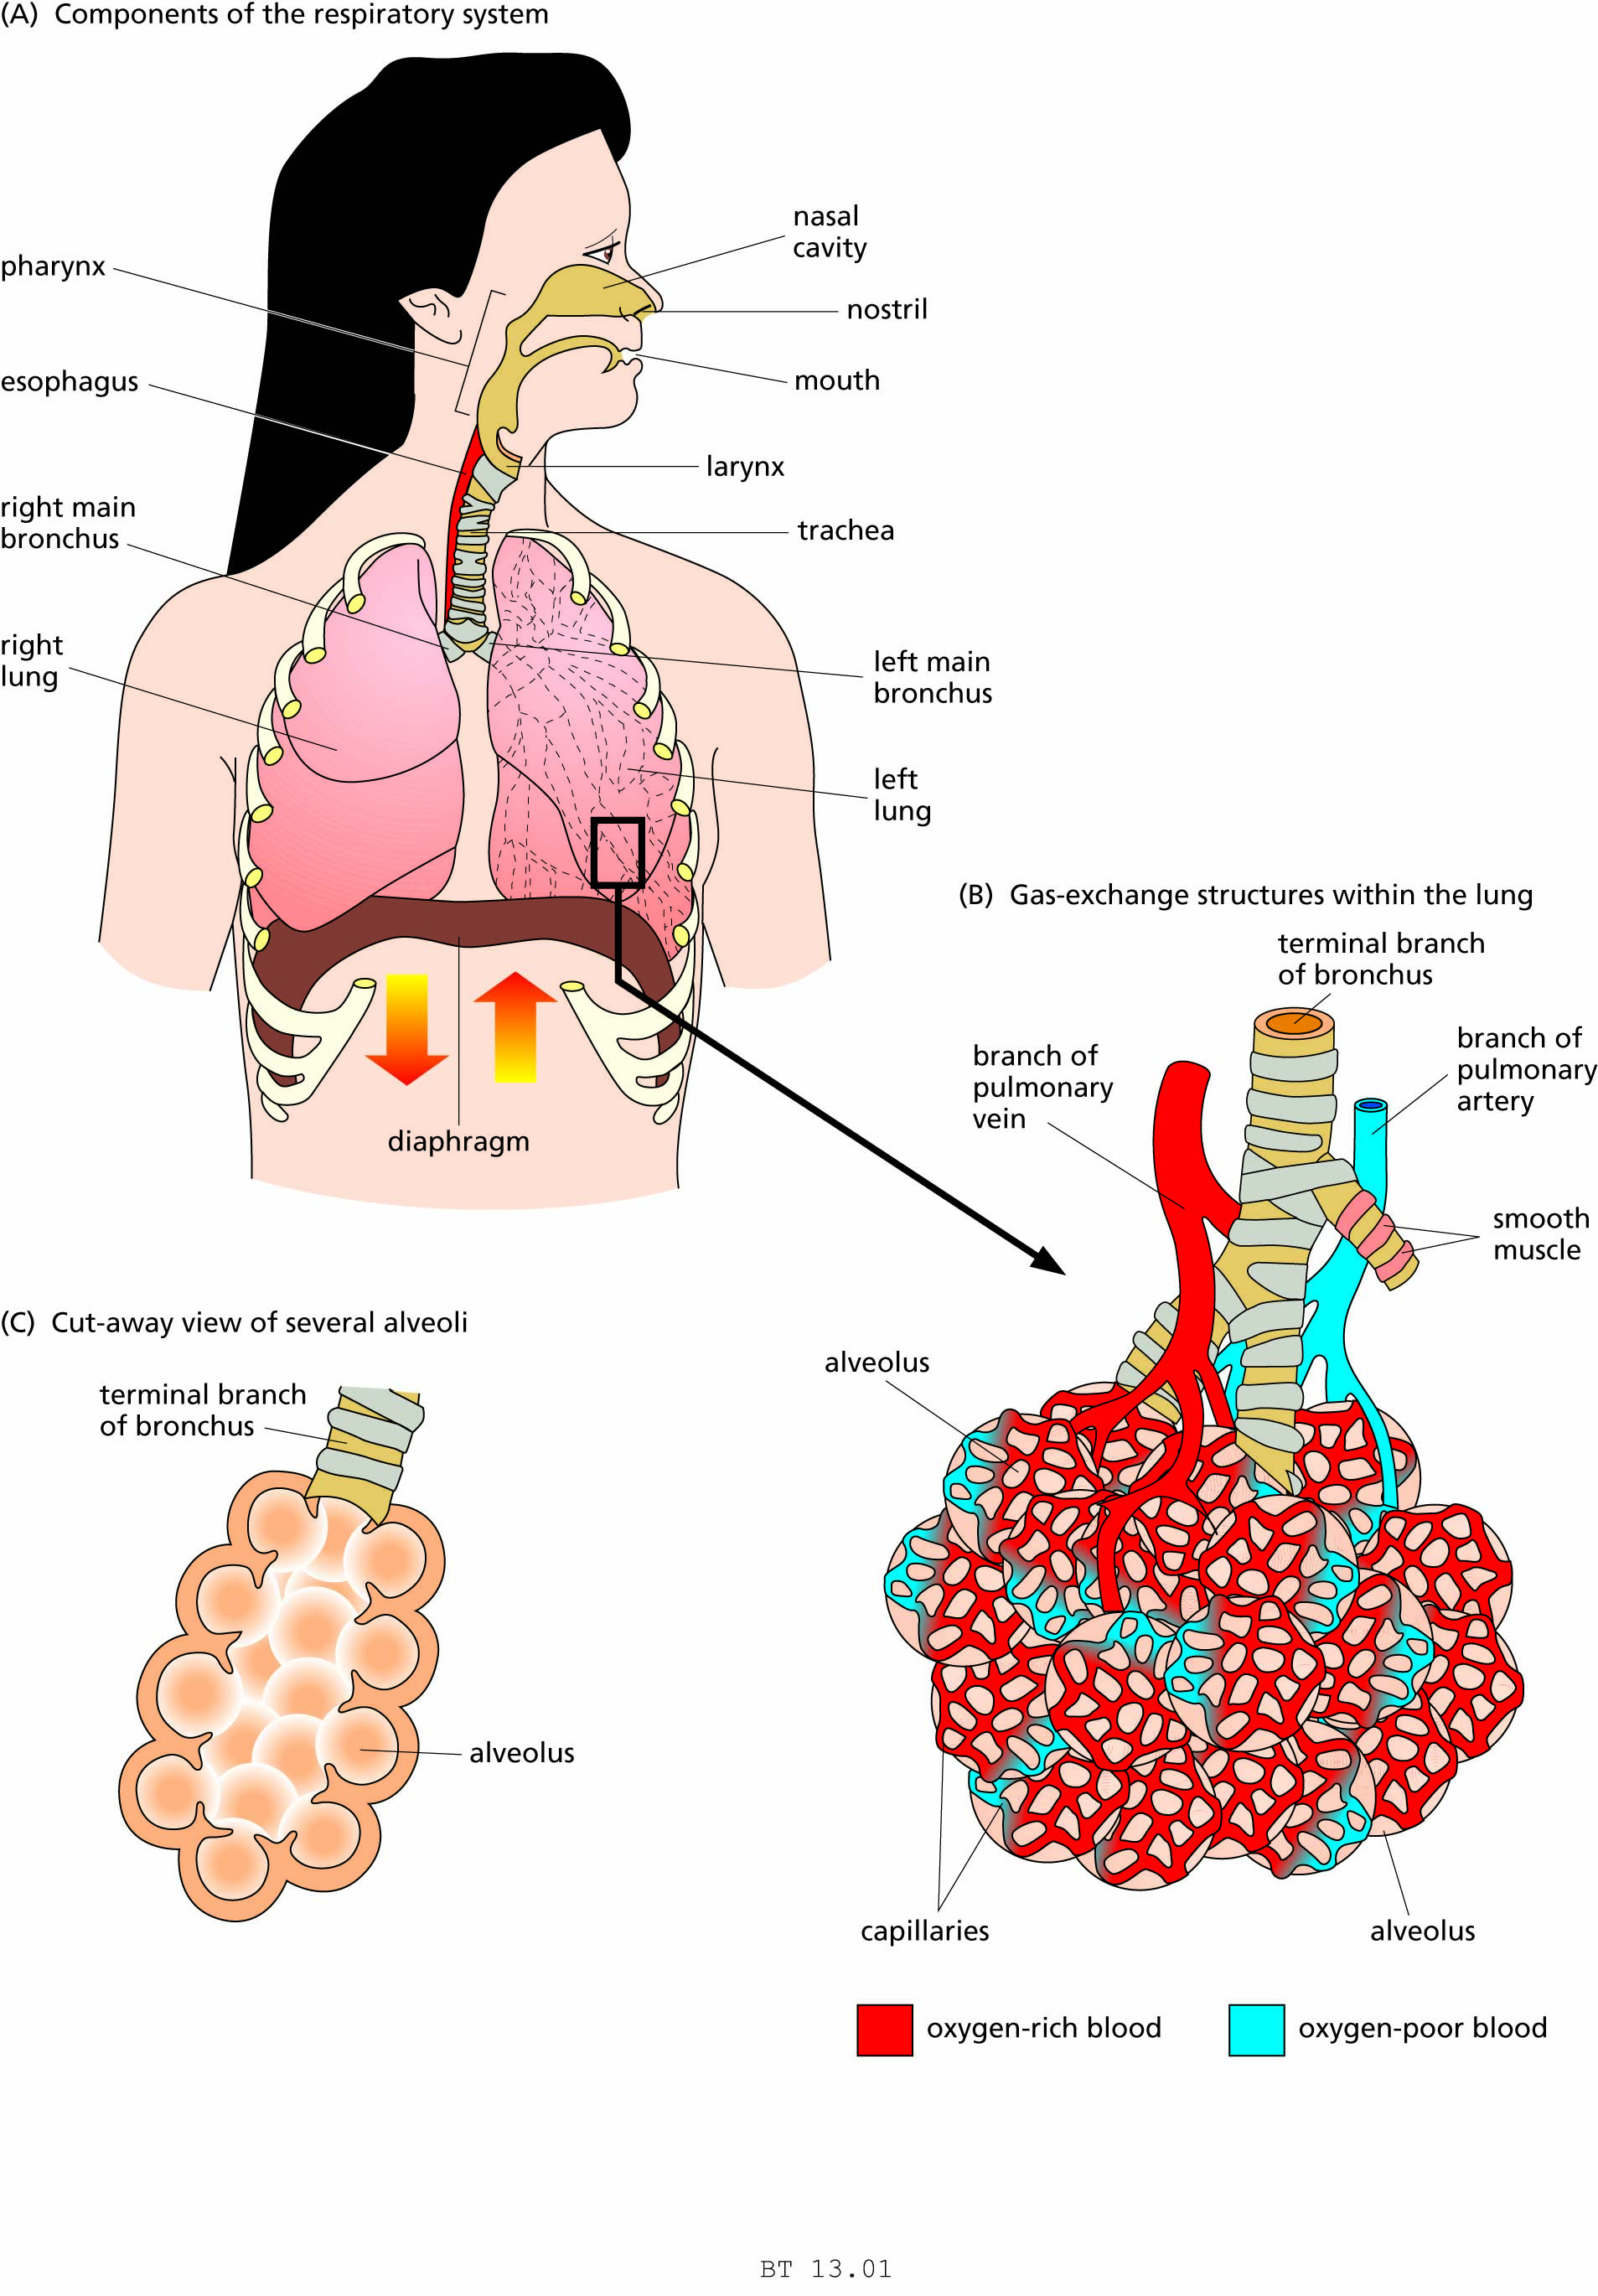 (A) Components of the respiratory system
nasal
cavity
pharynx
nostril
esophagus
mouth
larynx
right main
bronchus
trachea
right
lung
left main
bronchus
left
lung
diaphragm
(B) Gas-exchange structures within the lung
terminal branch
of bronchus
branch of
pulmonary
vein
branch of
pulmonary
artery
smooth
muscle
alveolus
capillaries
alveolus
oxygen-rich blood
oxygen-poor blood
(C) Cut-away view of several alveoli
terminal branch
of bronchus
alveolus
BT 13.01